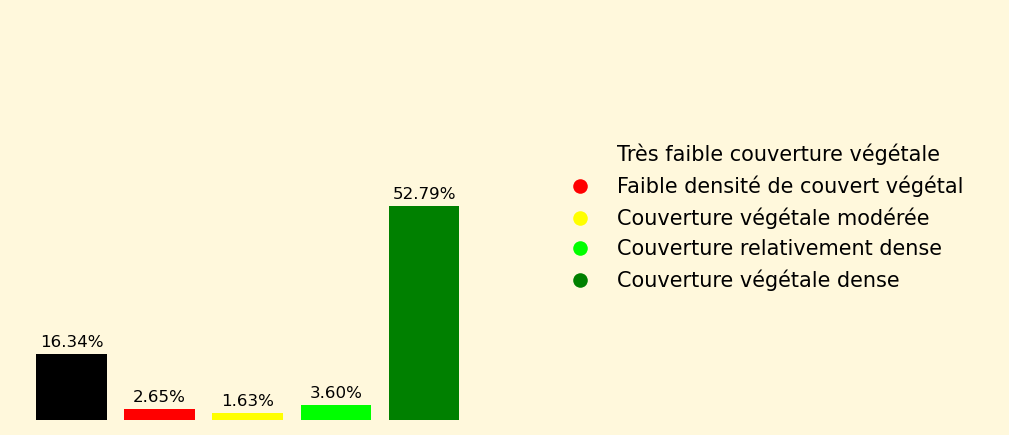 52.79%
16.34%
2.65%
1.63%
3.60%
Très faible couverture végétale
Faible densité de couvert végétal
Couverture végétale modérée
Couverture relativement dense
Couverture végétale dense